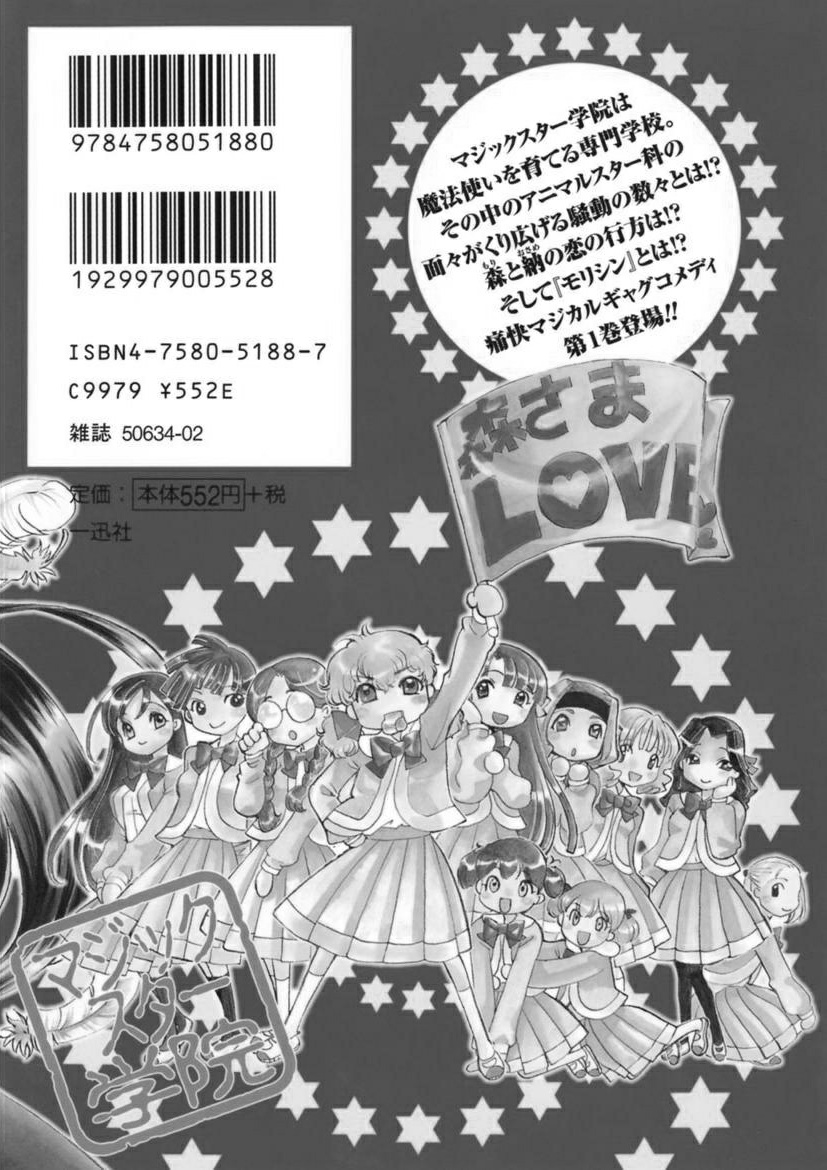 9784758051880
1929979005528
ISBN4-7580-5188-7
C9979 ¥552E
雑誌 50634-02
定価：本体552円+税
一迅社
マジックスター学院は
魔法使いを育てる専門学校。
その中のアニマルスター科の
面々がくり広げる騒動の数々とは!?
森と納の恋の行方は!?
もり おさめ
そして『モリシン』とは!?
痛快マジカルギャグコメディ
第1巻登場!!
森さま
LOVE
マジック
スター
学院